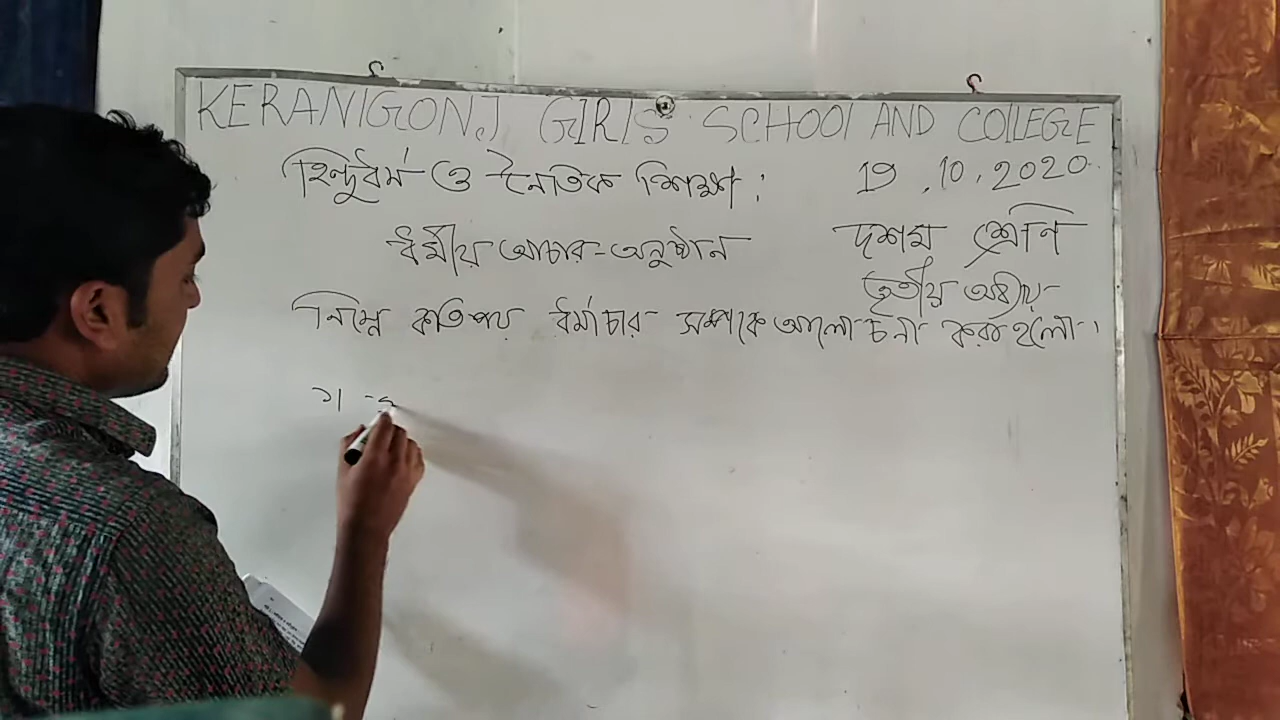 KERANIGONJ GIRLS SCHOOL AND COLLEGE
হিন্দুধর্ম ও নৈতিক শিক্ষা : 19.10.2020
ধর্মীয় আচার-অনুষ্ঠান দশম শ্রেণি
তৃতীয় অধ্যায়
নিম্নে কতিপয় ধর্মাচার সম্পর্কে আলোচনা করা হলো।
১।